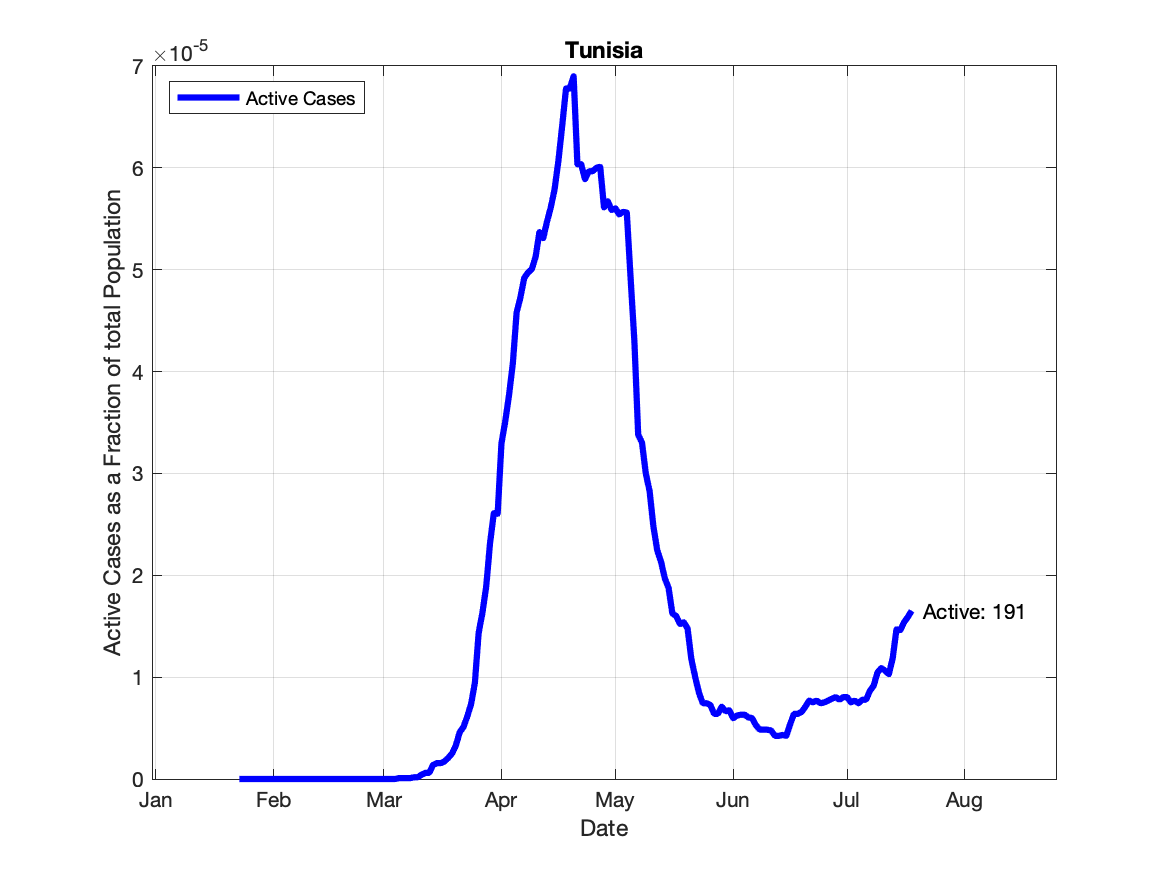 Tunisia
×10-5
7
Active Cases
6
5
4
3
2
1
0
Active Cases as a Fraction of total Population
Active: 191
Jan Feb Mar Apr May Jun Jul Aug
Date